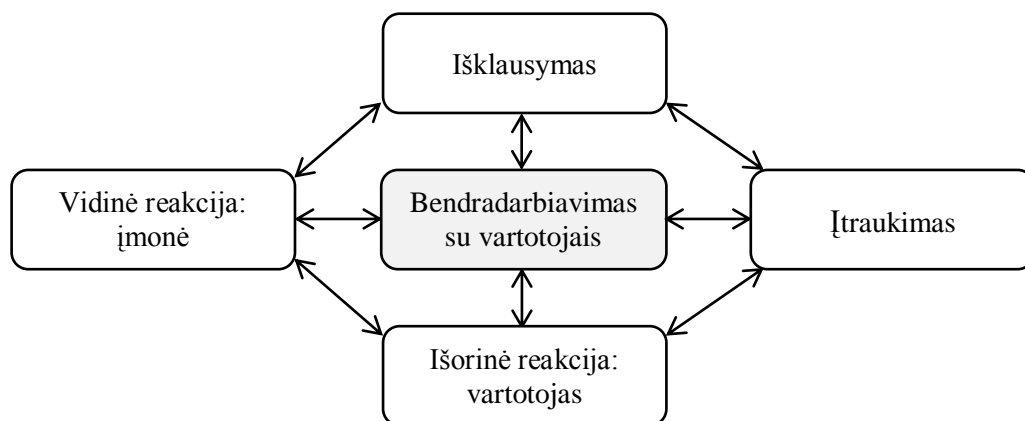 Išklausymas
Vidinė reakcija:
įmonė
Bendradarbiavimas
su vartotojais
Įtraukimas
Išorinė reakcija:
vartotojas